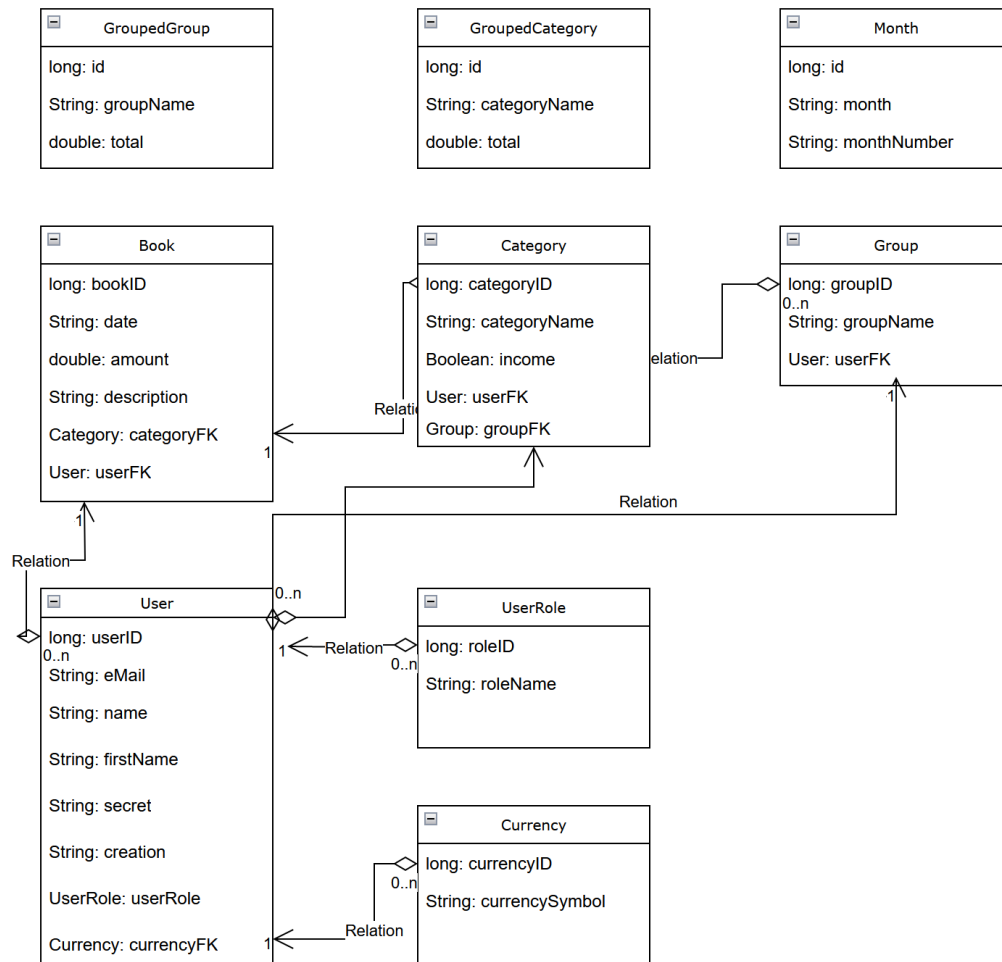 GroupedGroup
long: id
String: groupName
double: total
GroupedCategory
long: id
String: categoryName
double: total
Month
long: id
String: month
String: monthNumber
Book
long: bookID
String: date
double: amount
String: description
Category: categoryFK
User: userFK
1
1
Relation
Category
long: categoryID
String: categoryName
Boolean: income
User: userFK
Group: groupFK
Relati
elation
Group
long: groupID
0..n
String: groupName
User: userFK
1
Relation
User
0..n
long: userID
0..n
String: eMail
String: name
String: firstName
String: secret
String: creation
UserRole: userRole
Currency: currencyFK
1
Relation
0..n
UserRole
long: roleID
String: roleName
Currency
long: currencyID
0..n
String: currencySymbol
1
Relation